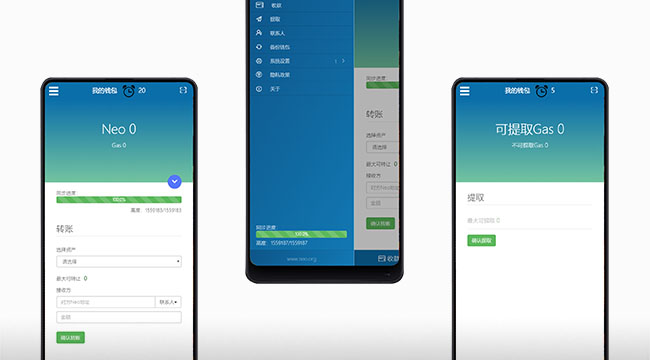 我的钱包 20
Neo 0
Gas 0
同步进度:
100.0%
高度: 1559183/1559183
转账
选择资产
请选择
最大可转让 0
接收方
对方Neo地址
联系人
金额
确认转账
收款
提取
联系人
备份钱包
系统设置
隐私政策
关于
同步进度:
100.0%
高度: 1559187/1559187
www.neo.org
同步进度
转账
选择资产
请选择
最大可转让 0
接收方
对方Neo地址
金额
确认转账
收款
我的钱包 5
可提取Gas 0
不可提取Gas 0
提取
最大可提取 0
确认提取